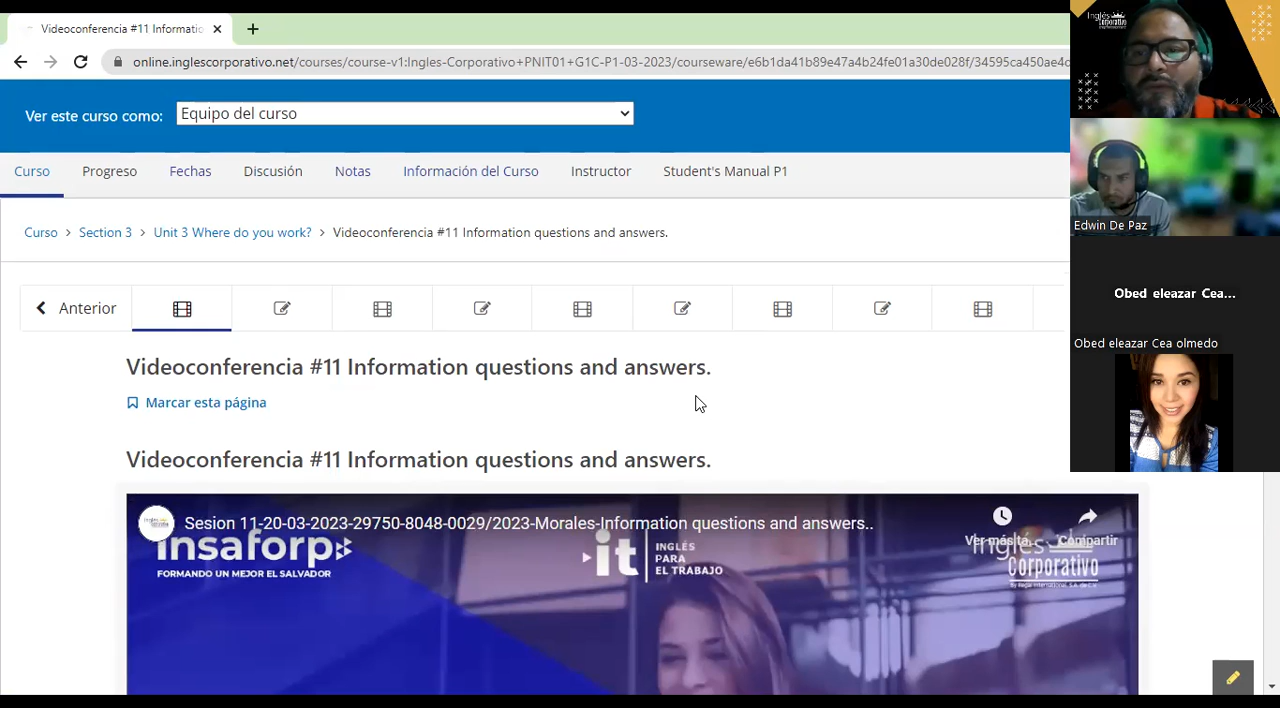 Videoconferencia #11 Informatic
online.inglescorporativo.net/courses/course-v1:Ingles-Corporativo+PNIT01+G1C-P1-03-2023/courseware/e6b1da41b89e47a4b24fe01a30de028f/34595ca450ae4d
Inglés
Corporativo
Ver este curso como:
Equipo del curso
Curso
Progreso
Fechas
Discusión
Notas
Información del Curso
Instructor
Student's Manual P1
Edwin De Paz
Curso > Section 3 > Unit 3 Where do you work? > Videoconferencia #11 Information questions and answers.
Obed eleazar Cea...
Anterior
Obed eleazar Cea olmedo
Videoconferencia #11 Information questions and answers.
Marcar esta página
Videoconferencia #11 Information questions and answers.
Sesion 11-20-03-2023-29750-8048-0029/2023-Morales-Information questions and answers..
Ver más ta...
Compartir
insaforp
FORMANDO UN MEJOR EL SALVADOR
it
INGLÉS
PARA
EL TRABAJO
Inglés
Corporativo